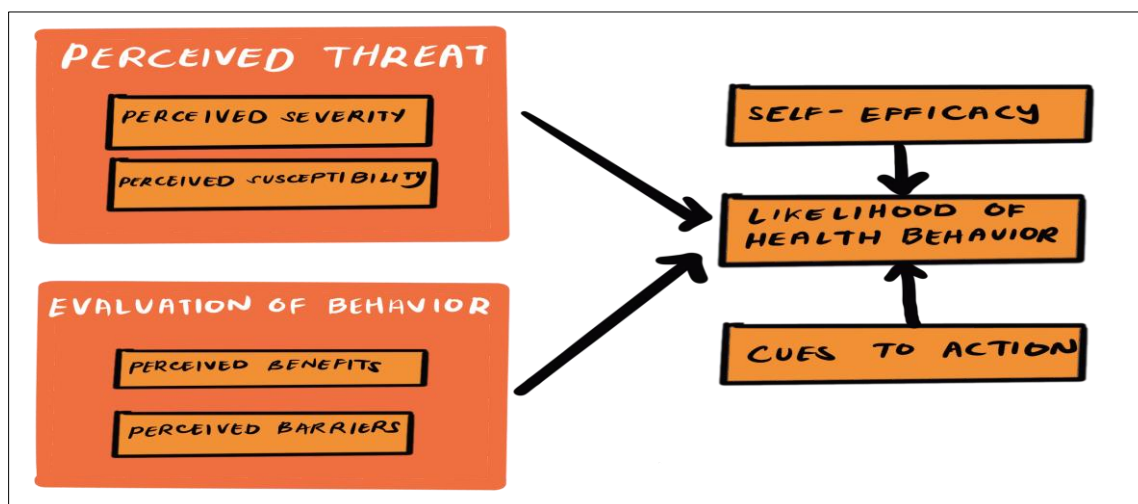 PERCEIVED THREAT
PERCEIVED SEVERITY
PERCEIVED SUSCEPTIBILITY
EVALUATION OF BEHAVIOR
PERCEIVED BENEFITS
PERCEIVED BARRIERS
SELF-EFFICACY
LIKELIHOOD OF
HEALTH BEHAVIOR
CUES TO ACTION